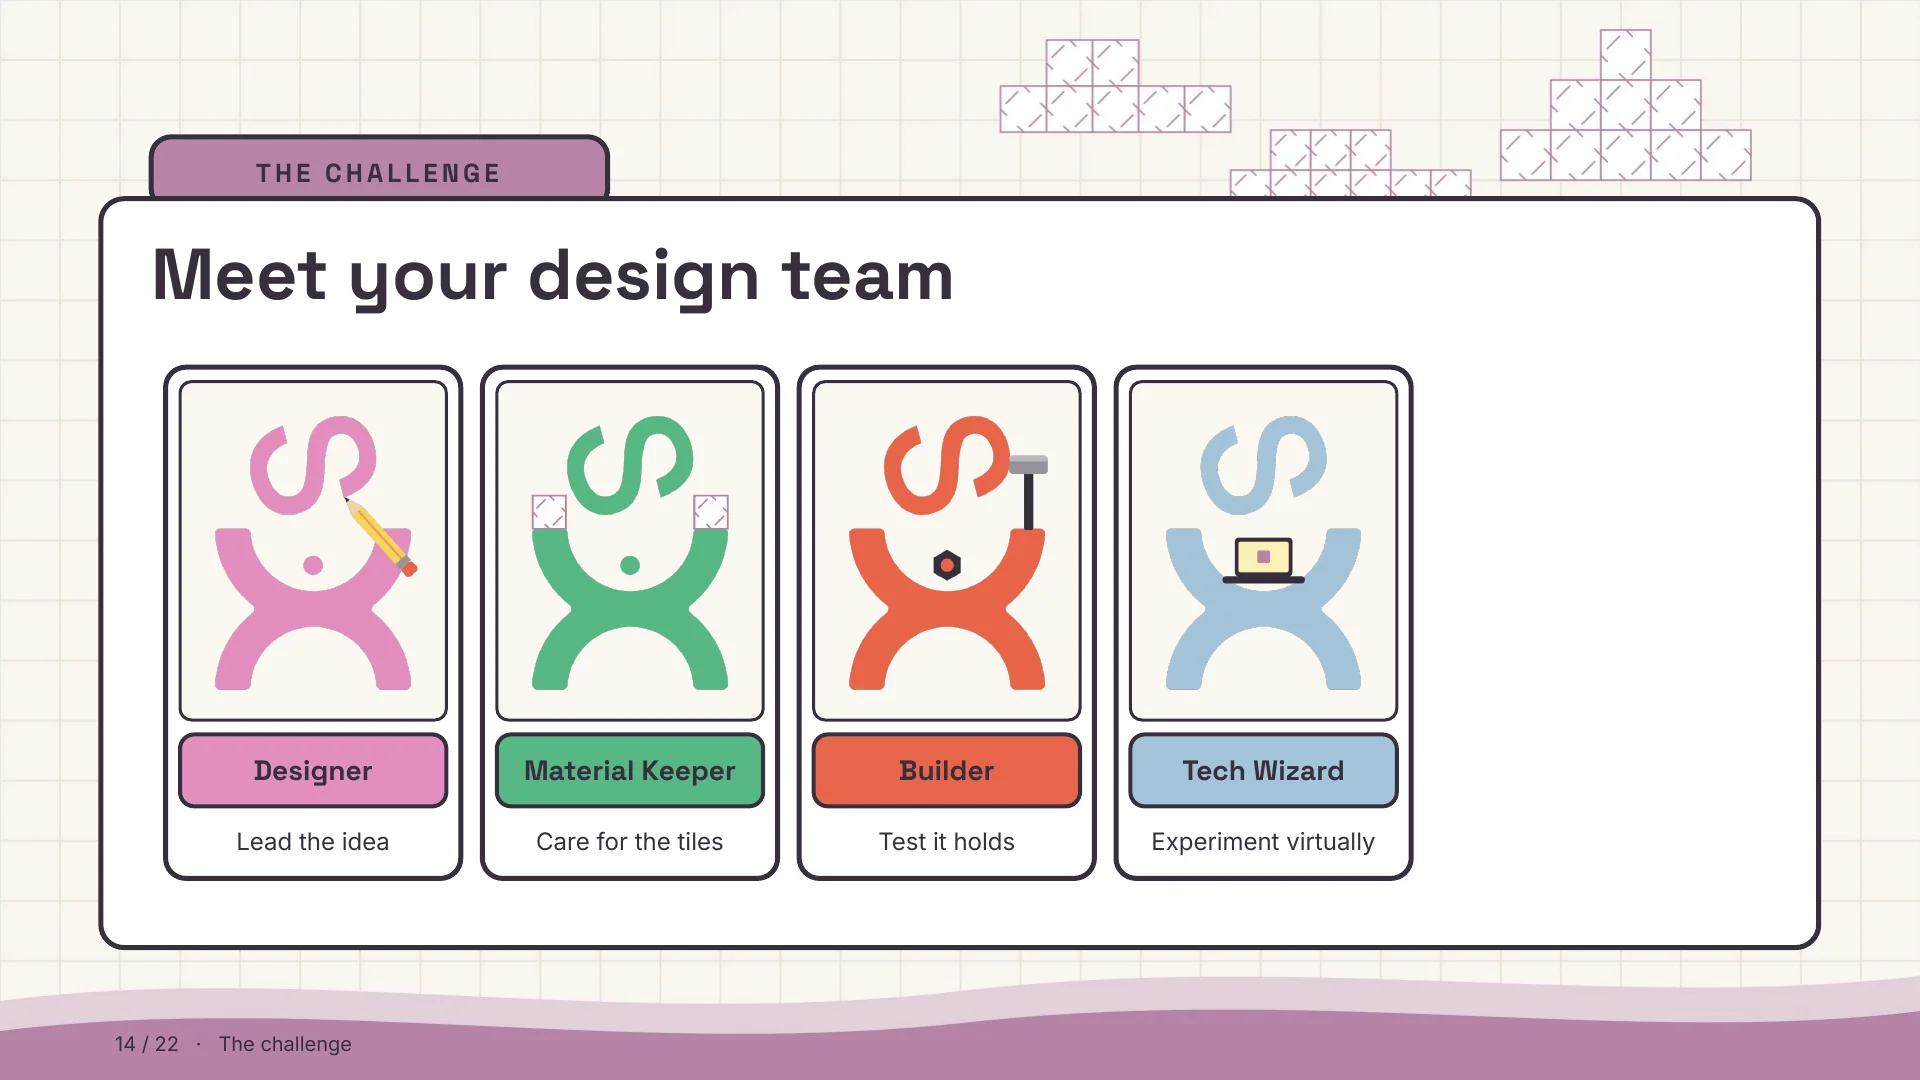 THE CHALLENGE
Meet your design team
Designer
Material Keeper
Builder
Tech Wizard
Lead the idea
Care for the tiles
Test it holds
Experiment virtually
14 / 22 · The challenge